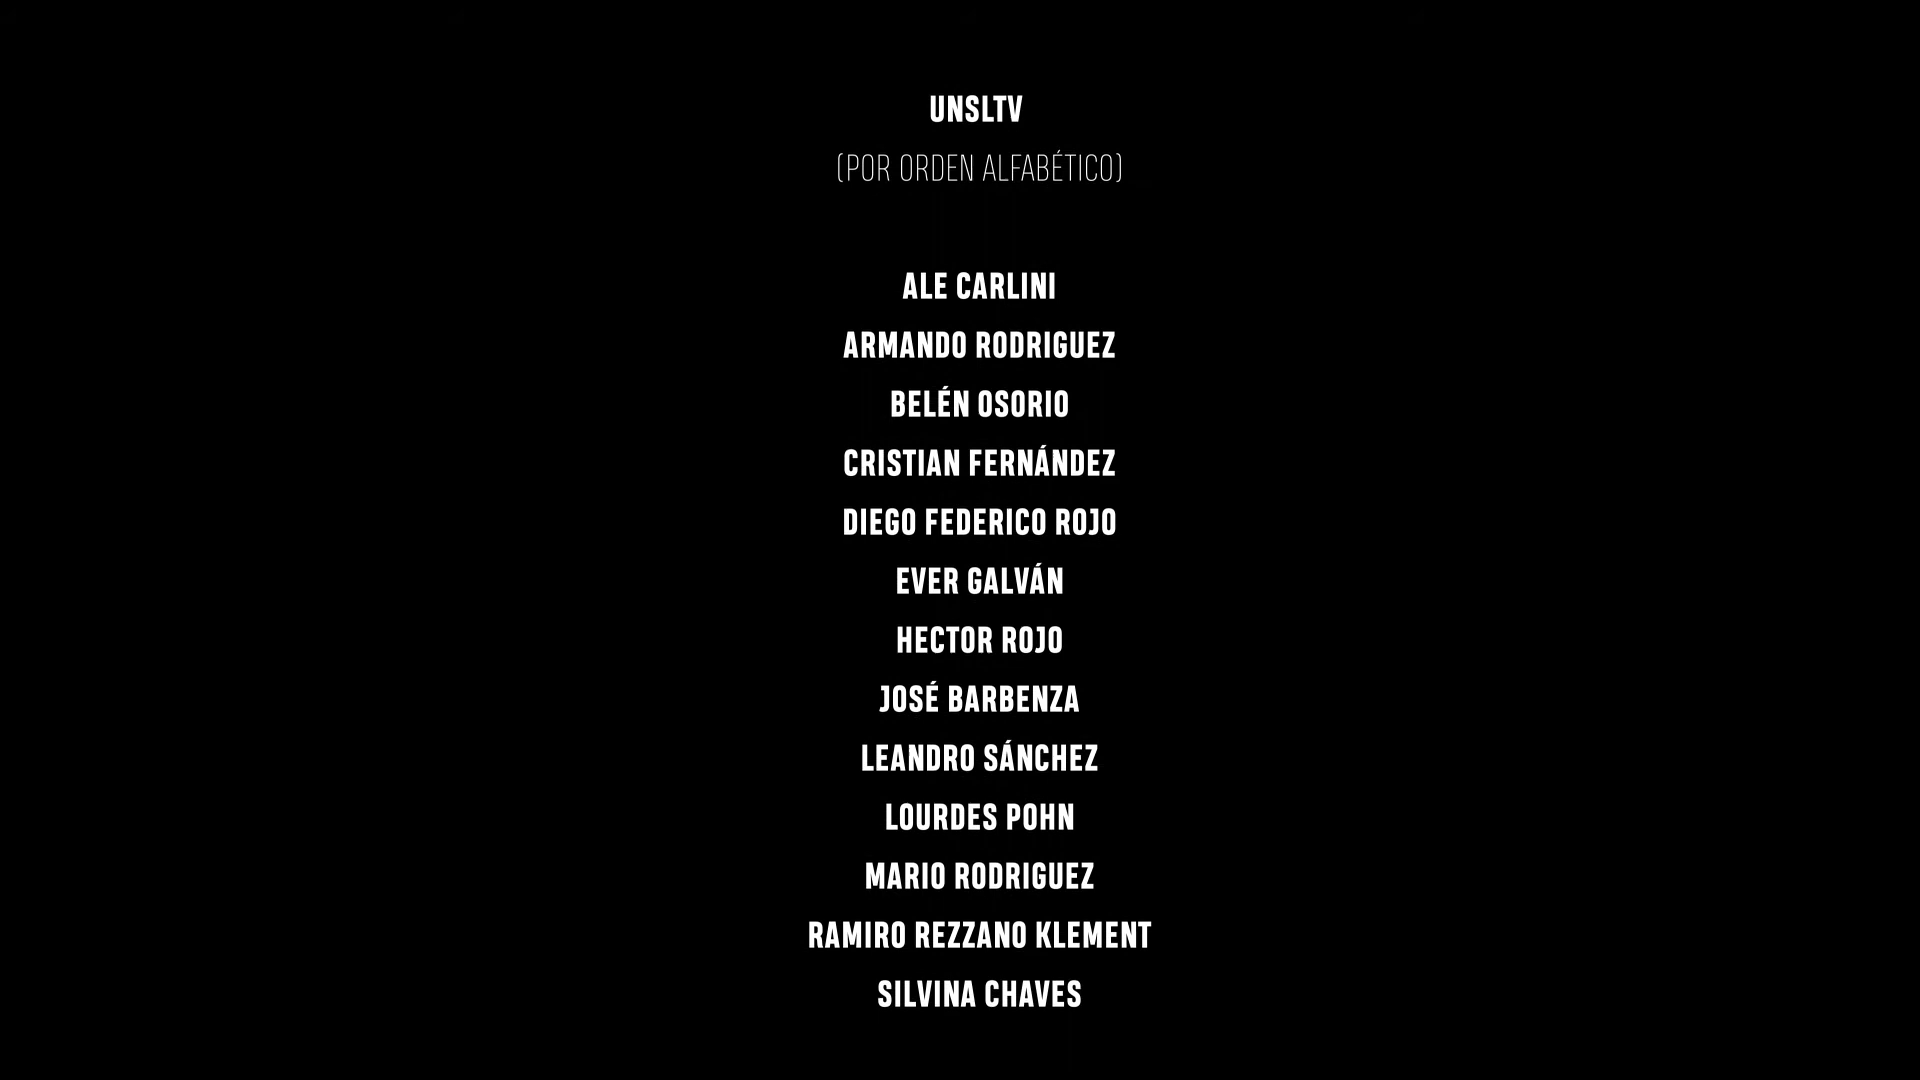 UNSLTV
(POR ORDEN ALFABÉTICO)
ALE CARLINI
ARMANDO RODRIGUEZ
BELÉN OSORIO
CRISTIAN FERNÁNDEZ
DIEGO FEDERICO ROJO
EVER GALVÁN
HECTOR ROJO
JOSÉ BARBENZA
LEANDRO SÁNCHEZ
LOURDES POHN
MARIO RODRIGUEZ
RAMIRO REZZANO KLEMENT
SILVINA CHAVES